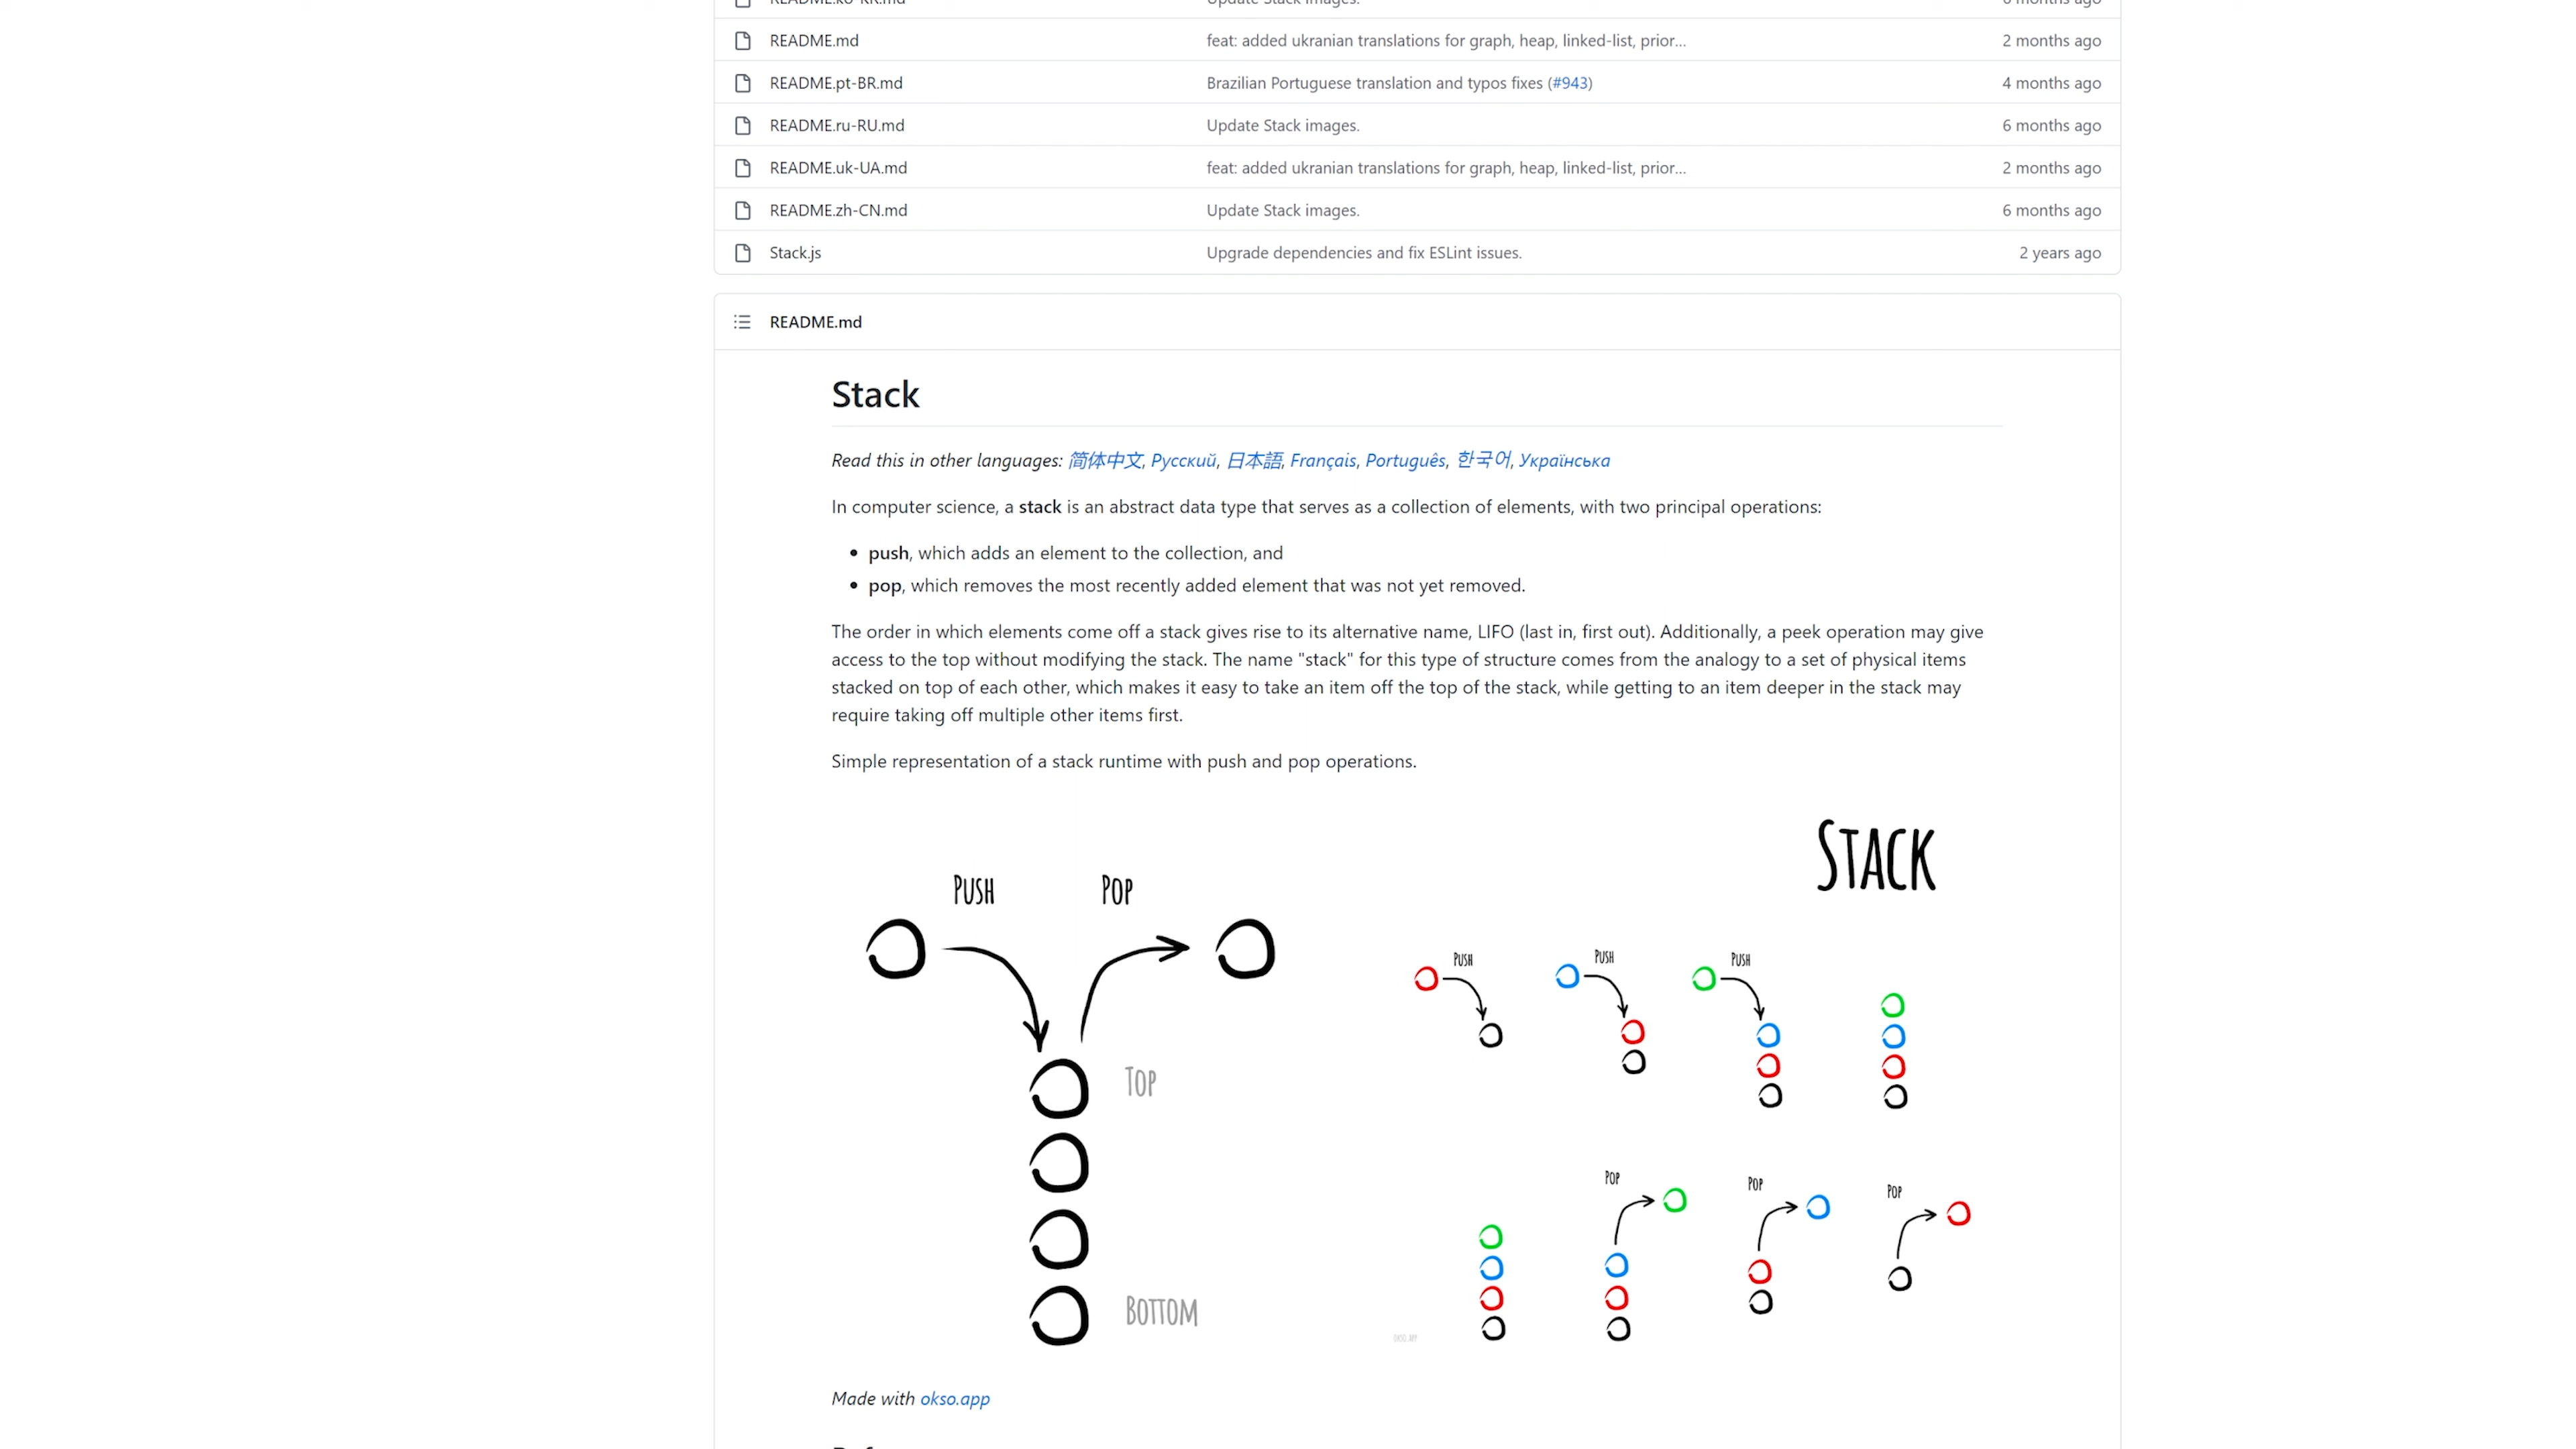 README.ko-KR.md Update Stack images. 6 months ago
README.md feat: added ukranian translations for graph, heap, linked-list, prior... 2 months ago
README.pt-BR.md Brazilian Portuguese translation and typos fixes (#943) 4 months ago
README.ru-RU.md Update Stack images. 6 months ago
README.uk-UA.md feat: added ukranian translations for graph, heap, linked-list, prior... 2 months ago
README.zh-CN.md Update Stack images. 6 months ago
Stack.js Upgrade dependencies and fix ESLint issues. 2 years ago
README.md
Stack
Read this in other languages: 简体中文, Русский, 日本語, Français, Português, 한국어, Українська
In computer science, a stack is an abstract data type that serves as a collection of elements, with two principal operations:
• push, which adds an element to the collection, and
• pop, which removes the most recently added element that was not yet removed.
The order in which elements come off a stack gives rise to its alternative name, LIFO (last in, first out). Additionally, a peek operation may give
access to the top without modifying the stack. The name "stack" for this type of structure comes from the analogy to a set of physical items
stacked on top of each other, which makes it easy to take an item off the top of the stack, while getting to an item deeper in the stack may
require taking off multiple other items first.
Simple representation of a stack runtime with push and pop operations.
STACK
PUSH POP
PUSH PUSH PUSH
TOP
POP POP POP
BOTTOM
OKSO.APP
Made with okso.app